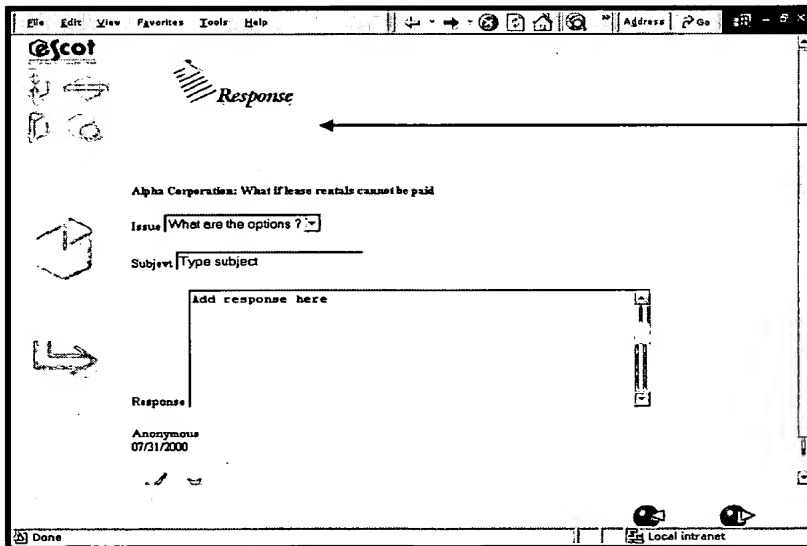 File Edit View Favorites Tools Help
Address Go
eScot
Response
Alpha Corporation: What if lease rentals cannot be paid
Issue What are the options ?
Subject Type subject
Add response here
Response
Anonymous
07/31/2000
Done Local intranet